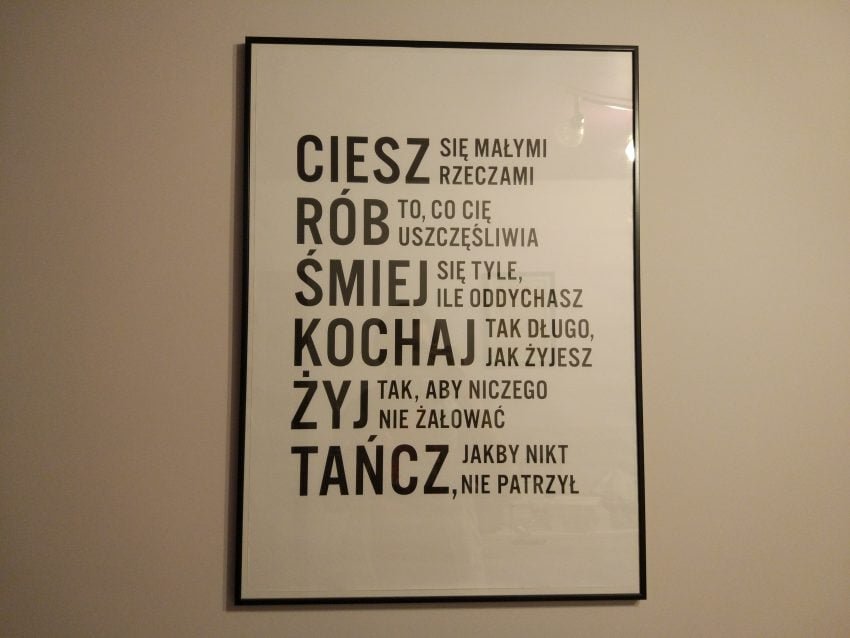 CIESZ SIĘ MAŁYMI
RZECZAMI
RÓB TO, CO CIĘ
USZCZĘŚLIWIA
ŚMIEJ SIĘ TYLE,
ILE ODDYCHASZ
KOCHAJ TAK DŁUGO,
JAK ŻYJESZ
ŻYJ TAK, ABY NICZEGO
NIE ŻAŁOWAĆ
TAŃCZ, JAKBY NIKT
NIE PATRZYŁ